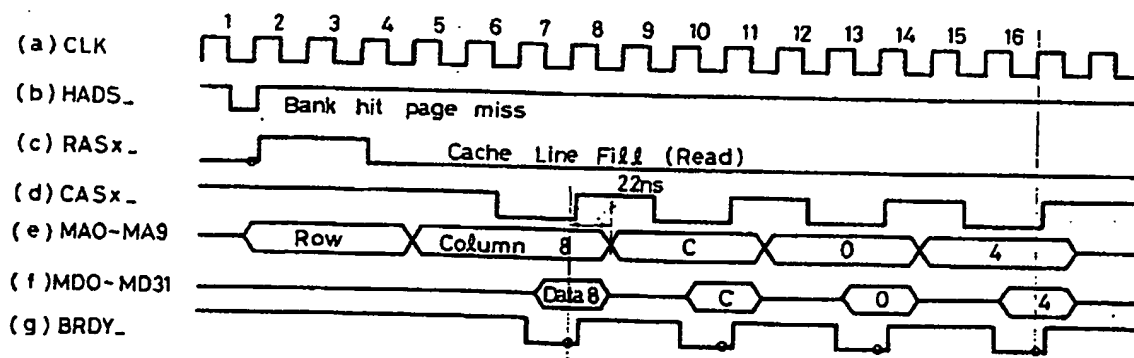 1 2 3 4 5 6 7 8 9 10 11 12 13 14 15 16
(a) CLK
(b) HADS_
Bank hit page miss
(c) RASx_
Cache Line Fill (Read)
(d) CASx_
22ns
(e) MA0~MA9
Row Column 8 C 0 4
(f) MD0~MD31
Data 8 C 0 4
(g) BRDY_